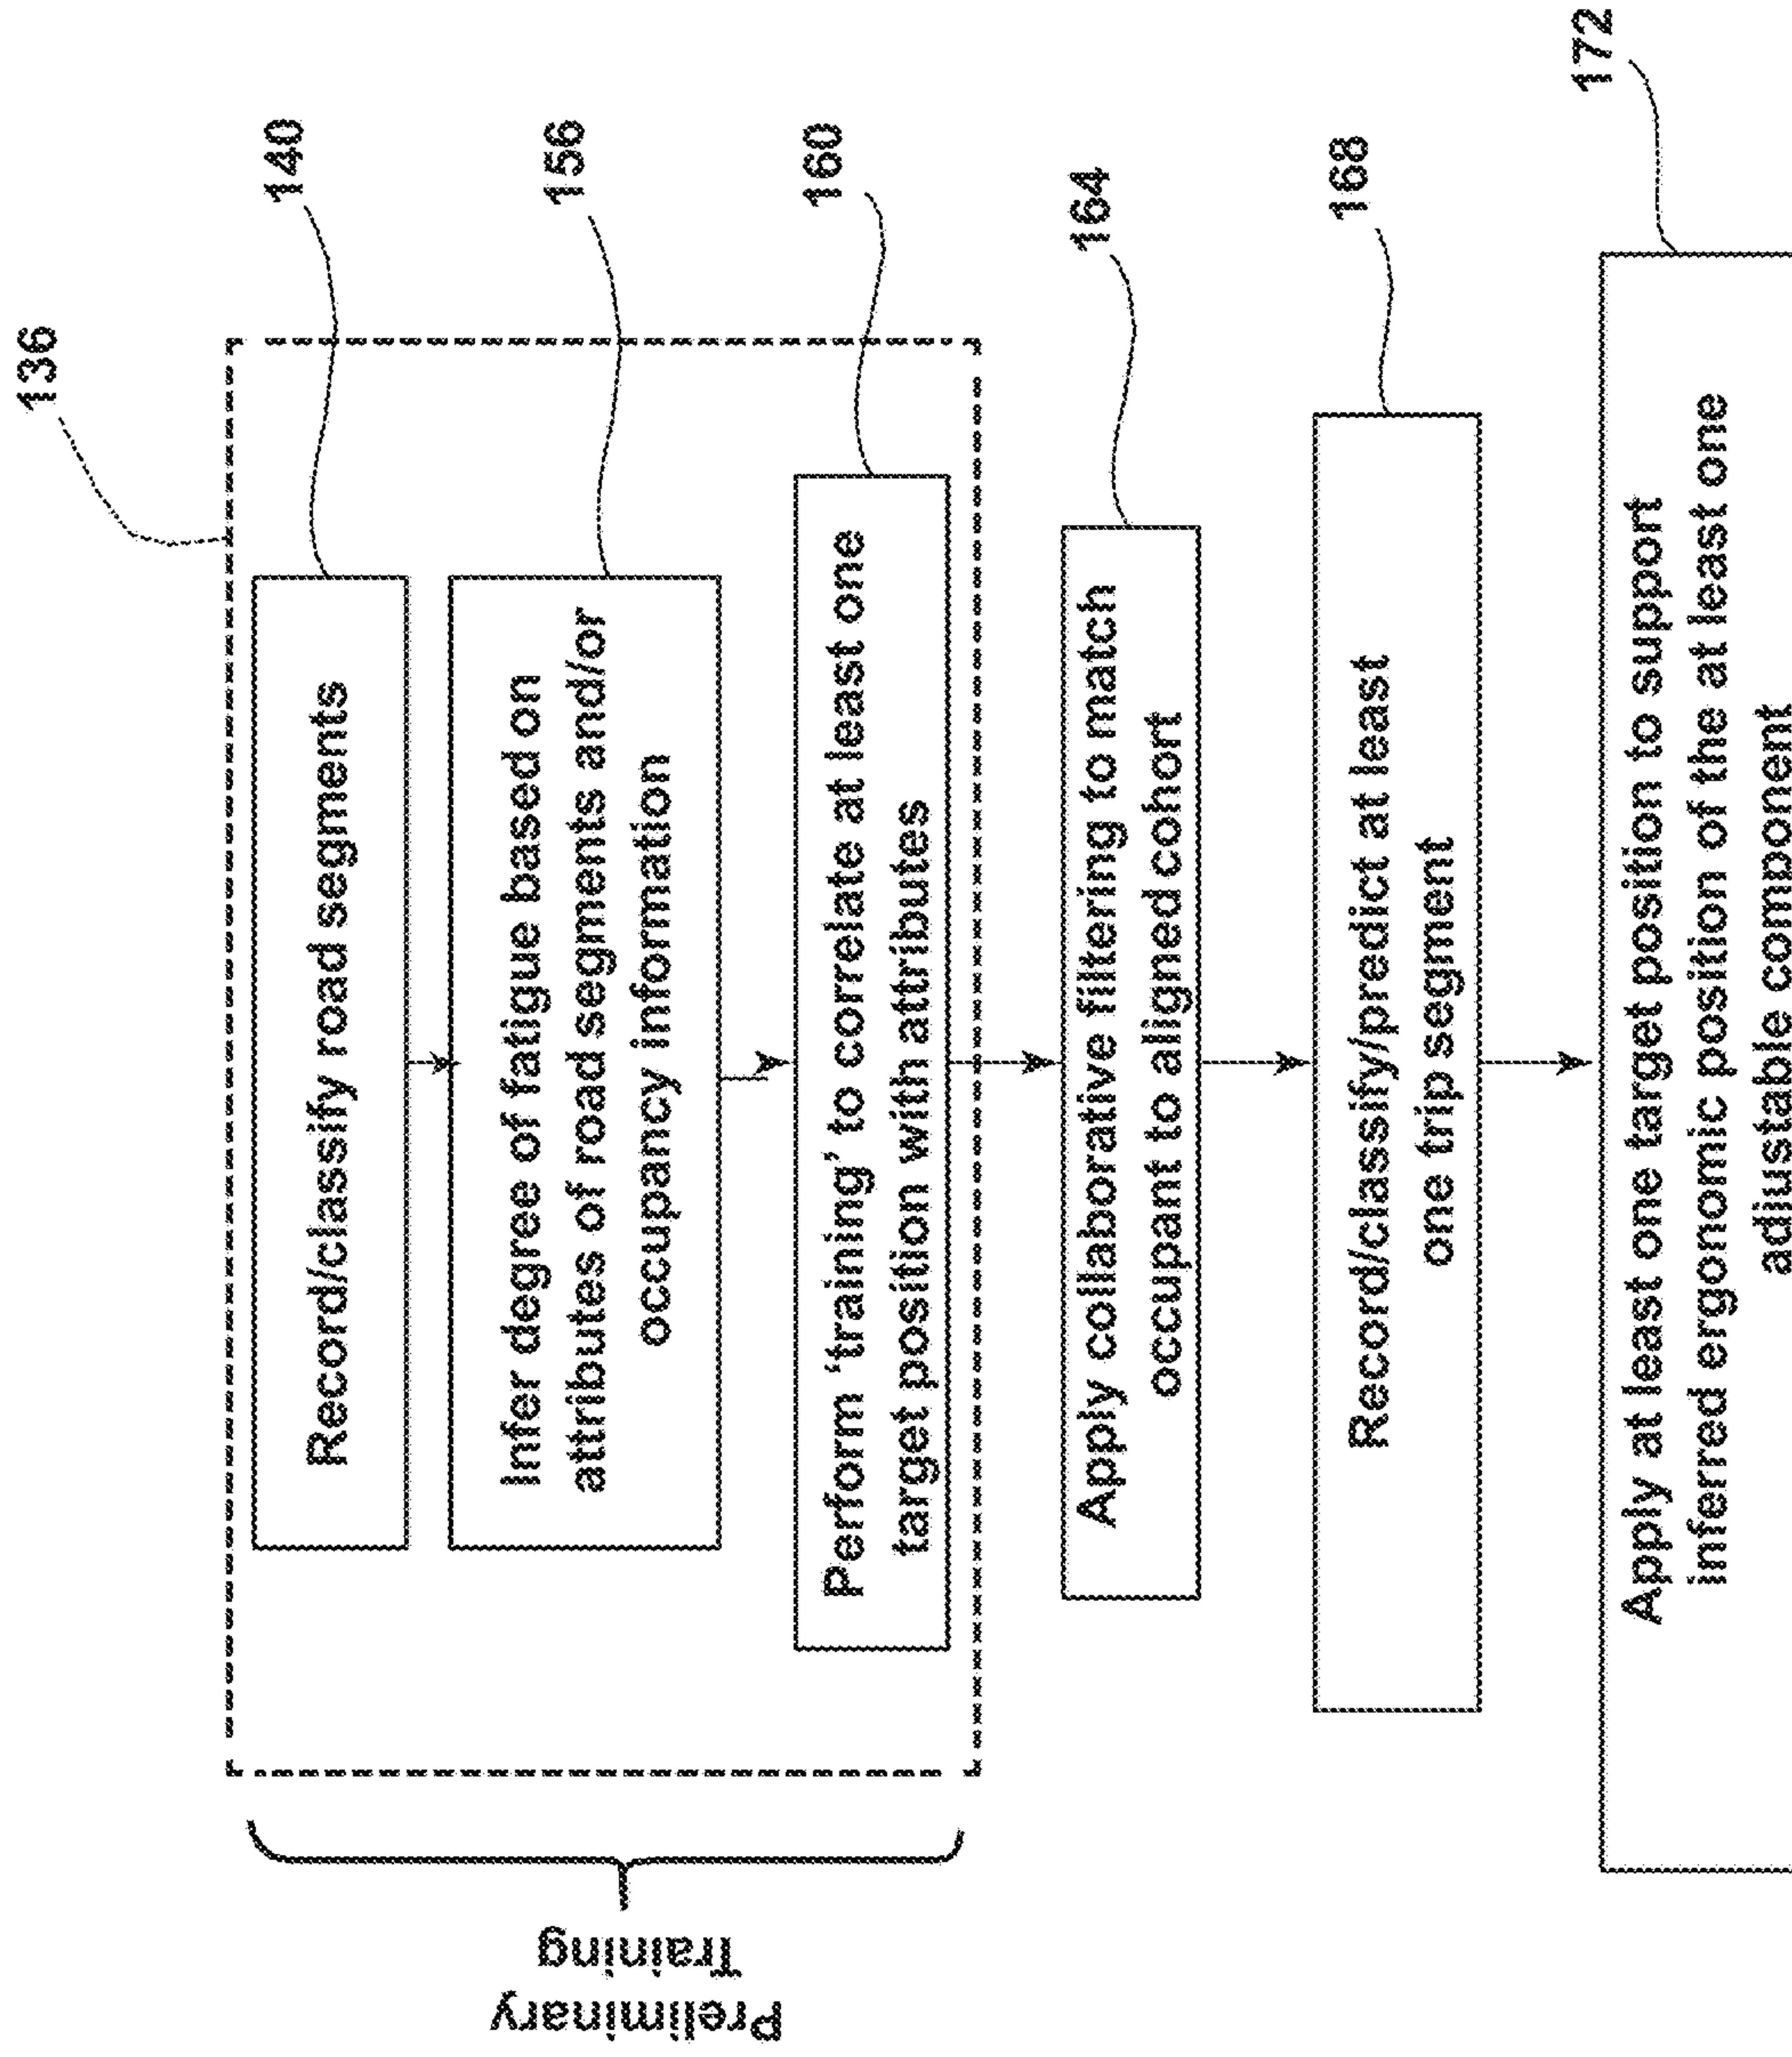 136
Preliminary
Training
140
Record/classify road segments
156
Infer degree of fatigue based on
attributes of road segments and/or
occupancy information
160
Perform ‘training’ to correlate at least one
target position with attributes
164
Apply collaborative filtering to match
occupant to aligned cohort
168
Record/classify/predict at least
one trip segment
172
Apply at least one target position to support
inferred ergonomic position of the at least one
adjustable component